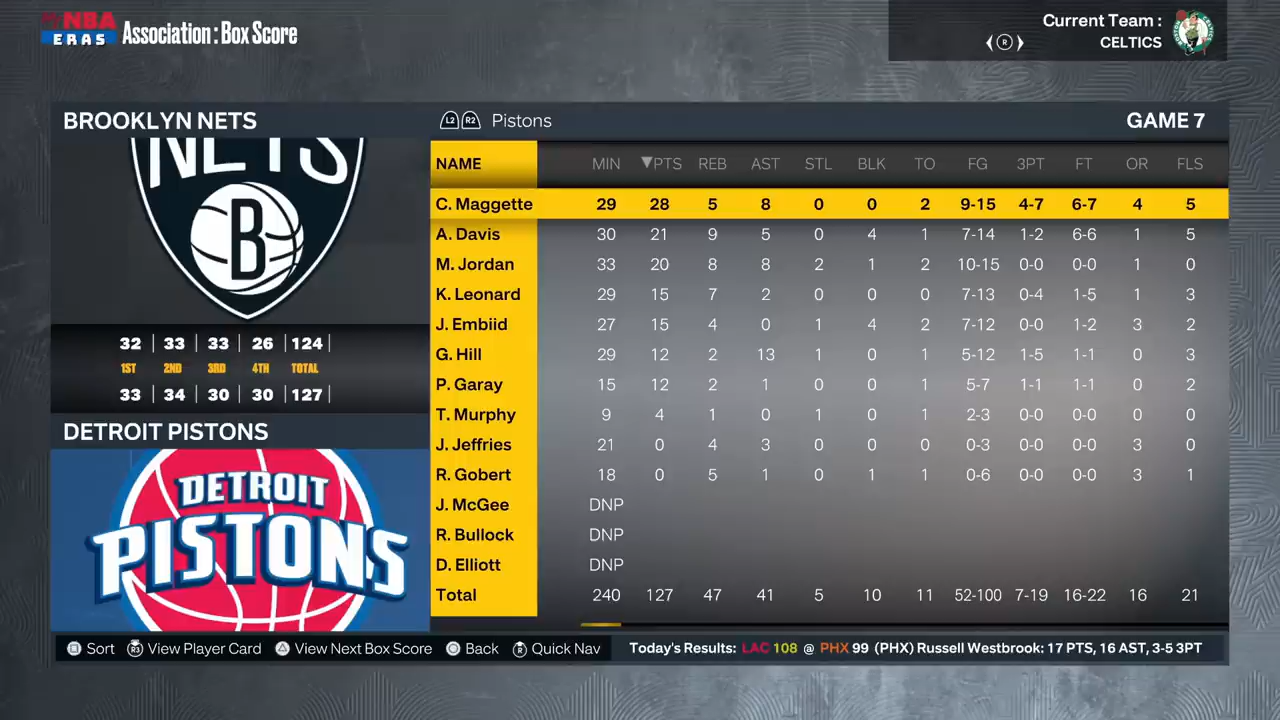 MyNBA ERAS Association : Box Score
Current Team :
R CELTICS
BROOKLYN NETS
NETS
B
32 33 33 26 124
1ST 2ND 3RD 4TH TOTAL
33 34 30 30 127
DETROIT PISTONS
DETROIT
PISTONS
L2 R2 Pistons GAME 7
NAME MIN ▼PTS REB AST STL BLK TO FG 3PT FT OR FLS
C. Maggette 29 28 5 8 0 0 2 9-15 4-7 6-7 4 5
A. Davis 30 21 9 5 0 4 1 7-14 1-2 6-6 1 5
M. Jordan 33 20 8 8 2 1 2 10-15 0-0 0-0 1 0
K. Leonard 29 15 7 2 0 0 0 7-13 0-4 1-5 1 3
J. Embiid 27 15 4 0 1 4 2 7-12 0-0 1-2 3 2
G. Hill 29 12 2 13 1 0 1 5-12 1-5 1-1 0 3
P. Garay 15 12 2 1 0 0 1 5-7 1-1 1-1 0 2
T. Murphy 9 4 1 0 1 0 1 2-3 0-0 0-0 0 0
J. Jeffries 21 0 4 3 0 0 0 0-3 0-0 0-0 3 0
R. Gobert 18 0 5 1 0 1 1 0-6 0-0 0-0 3 1
J. McGee DNP
R. Bullock DNP
D. Elliott DNP
Total 240 127 47 41 5 10 11 52-100 7-19 16-22 16 21
Sort R3 View Player Card View Next Box Score Back R Quick Nav
Today's Results: LAC 108 @ PHX 99 (PHX) Russell Westbrook: 17 PTS, 16 AST, 3-5 3PT